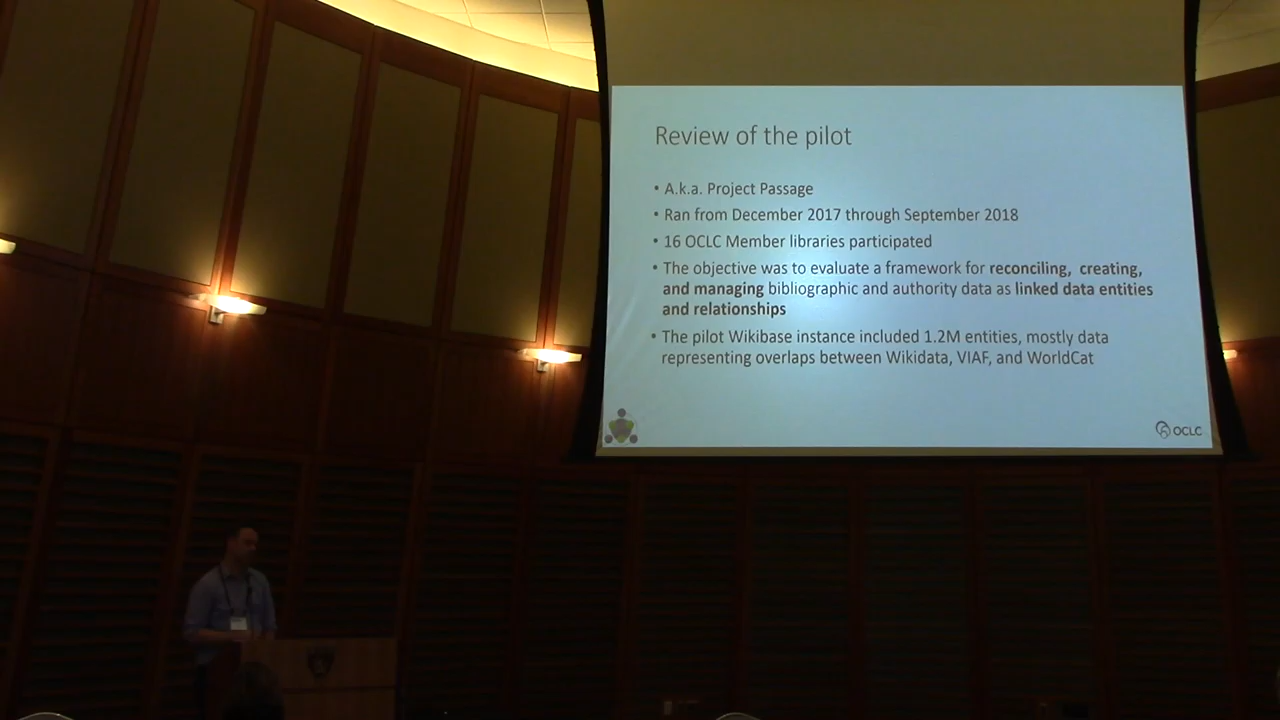 Review of the pilot
• A.k.a. Project Passage
• Ran from December 2017 through September 2018
• 16 OCLC Member libraries participated
• The objective was to evaluate a framework for reconciling, creating,
and managing bibliographic and authority data as linked data entities
and relationships
• The pilot Wikibase instance included 1.2M entities, mostly data
representing overlaps between Wikidata, VIAF, and WorldCat
OCLC